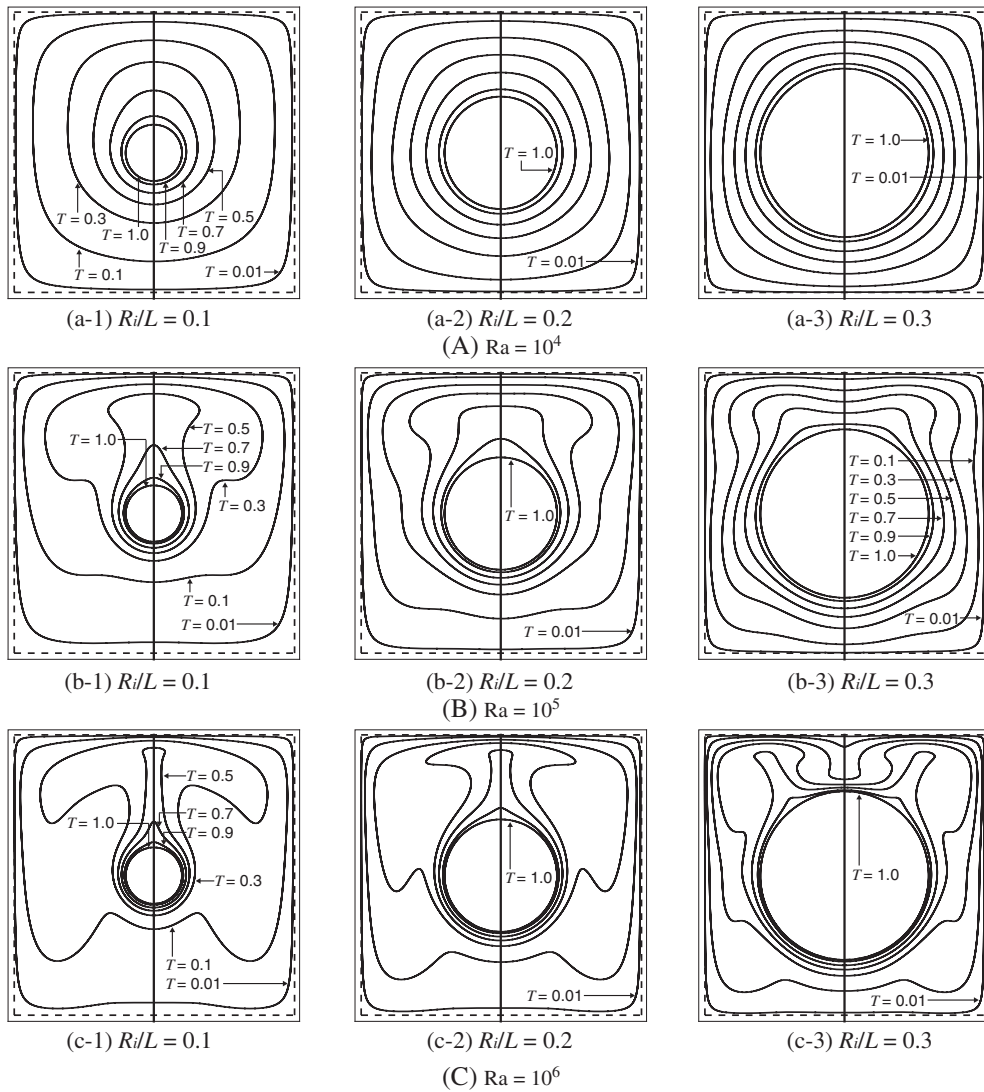 T = 1.0
T = 1.0
T = 0.01
T = 0.3
T = 0.5
T = 1.0
T = 0.7
T = 0.9
T = 0.1
T = 0.01
T = 0.01
(a-1) Ri/L = 0.1
(a-2) Ri/L = 0.2
(a-3) Ri/L = 0.3
(A) Ra = 10⁴
T = 1.0
T = 0.5
T = 0.7
T = 0.9
T = 0.3
T = 0.1
T = 0.01
T = 1.0
T = 0.01
T = 0.1
T = 0.3
T = 0.5
T = 0.7
T = 0.9
T = 1.0
T = 0.01
(b-1) Ri/L = 0.1
(b-2) Ri/L = 0.2
(b-3) Ri/L = 0.3
(B) Ra = 10⁵
T = 0.5
T = 1.0
T = 0.7
T = 0.9
T = 0.3
T = 0.1
T = 0.01
T = 1.0
T = 0.01
T = 1.0
T = 0.01
(c-1) Ri/L = 0.1
(c-2) Ri/L = 0.2
(c-3) Ri/L = 0.3
(C) Ra = 10⁶